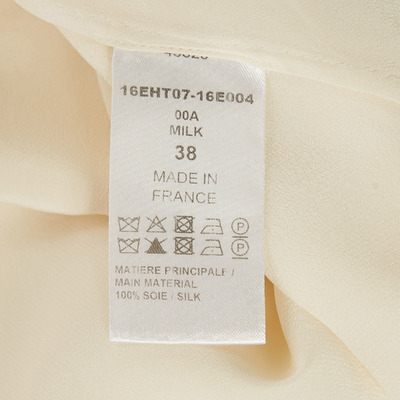 16EHT07-16E004
00A
MILK
38
MADE IN
FRANCE
MATIERE PRINCIPALE /
MAIN MATERIAL
100% SOIE / SILK